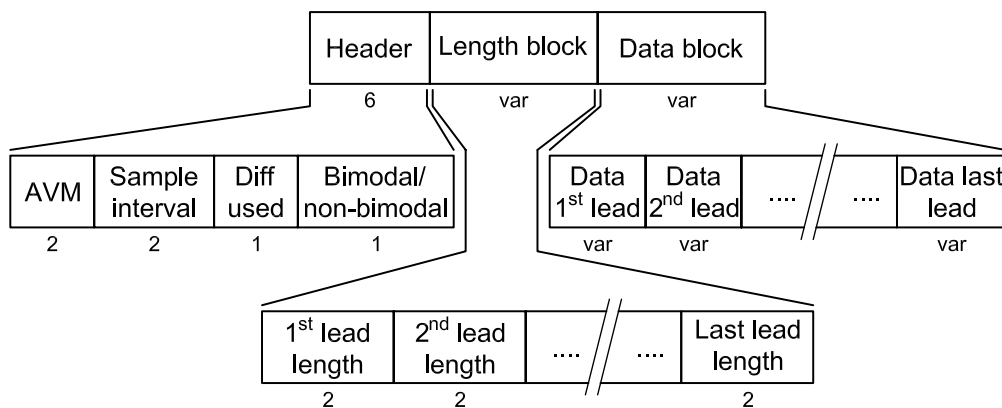 Header Length block Data block
6 var var
AVM Sample interval Diff used Bimodal/ non-bimodal
2 2 1 1
Data 1st lead Data 2nd lead .... .... Data last lead
var var var
1st lead length 2nd lead length .... .... Last lead length
2 2 2